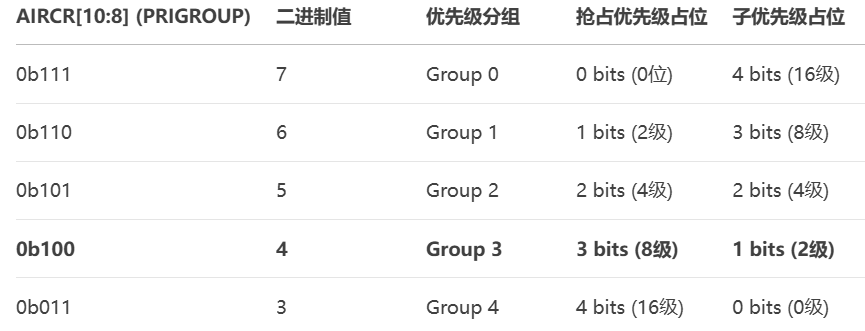 AIRCR[10:8] (PRIGROUP) 二进制值 优先级分组 抢占优先级占位 子优先级占位
0b111 7 Group 0 0 bits (0位) 4 bits (16级)
0b110 6 Group 1 1 bits (2级) 3 bits (8级)
0b101 5 Group 2 2 bits (4级) 2 bits (4级)
0b100 4 Group 3 3 bits (8级) 1 bits (2级)
0b011 3 Group 4 4 bits (16级) 0 bits (0级)